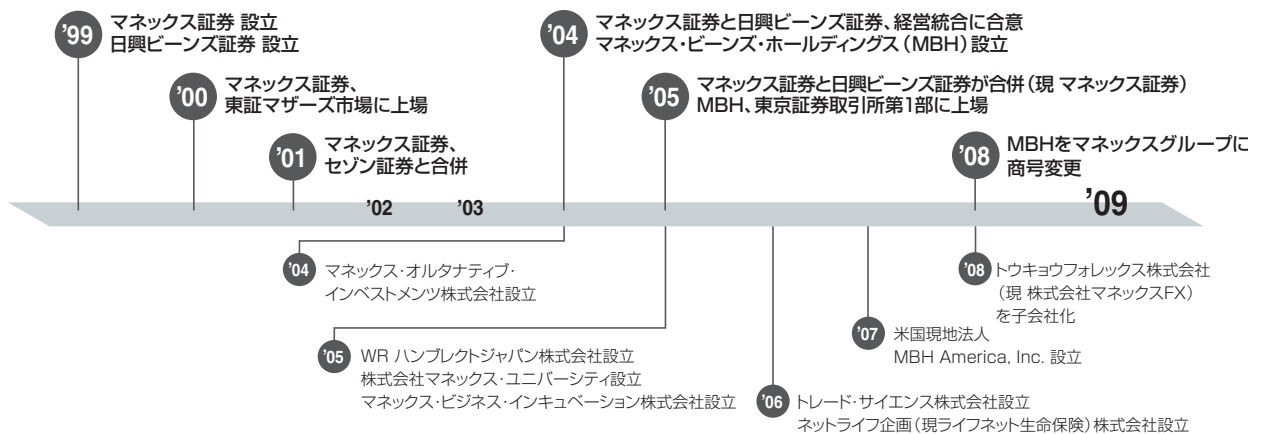 '99
マネックス証券 設立
日興ビーンズ証券 設立
'00
マネックス証券、
東証マザーズ市場に上場
'01
マネックス証券、
セゾン証券と合併
'02
'03
'04
マネックス証券と日興ビーンズ証券、経営統合に合意
マネックス・ビーンズ・ホールディングス(MBH)設立
'05
マネックス証券と日興ビーンズ証券が合併(現 マネックス証券)
MBH、東京証券取引所第1部に上場
'08
MBHをマネックスグループに
商号変更
'09
'04
マネックス・オルタナティブ・
インベストメンツ株式会社設立
'05
WR ハンブレクトジャパン株式会社設立
株式会社マネックス・ユニバーシティ設立
マネックス・ビジネス・インキュベーション株式会社設立
'06
トレード・サイエンス株式会社設立
ネットライフ企画(現ライフネット生命保険)株式会社設立
'07
米国現地法人
MBH America, Inc. 設立
'08
トウキョウフォレックス株式会社
(現 株式会社マネックスFX)
を子会社化